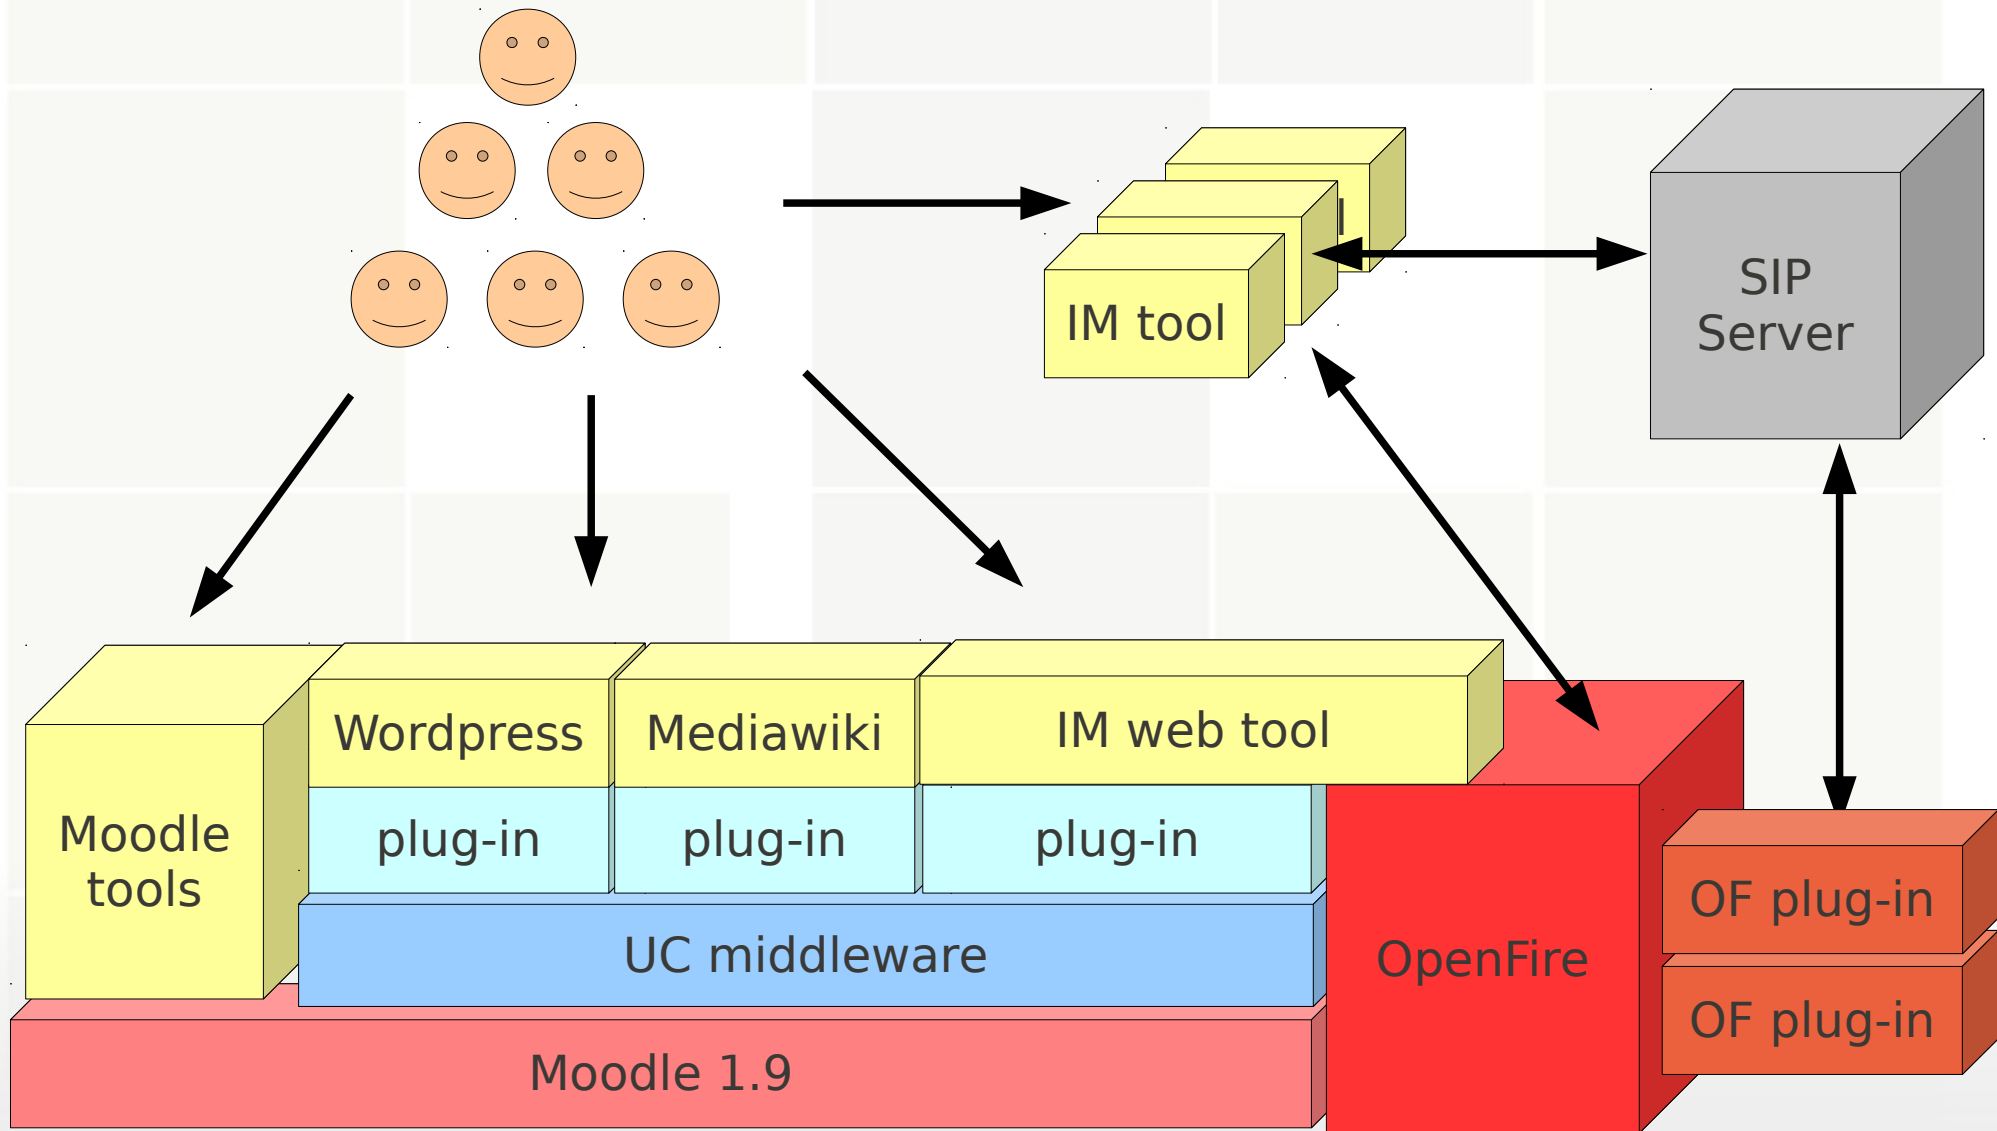 IM tool
SIP
Server
Wordpress
Mediawiki
IM web tool
Moodle
tools
plug-in
plug-in
plug-in
OF plug-in
UC middleware
OpenFire
OF plug-in
Moodle 1.9